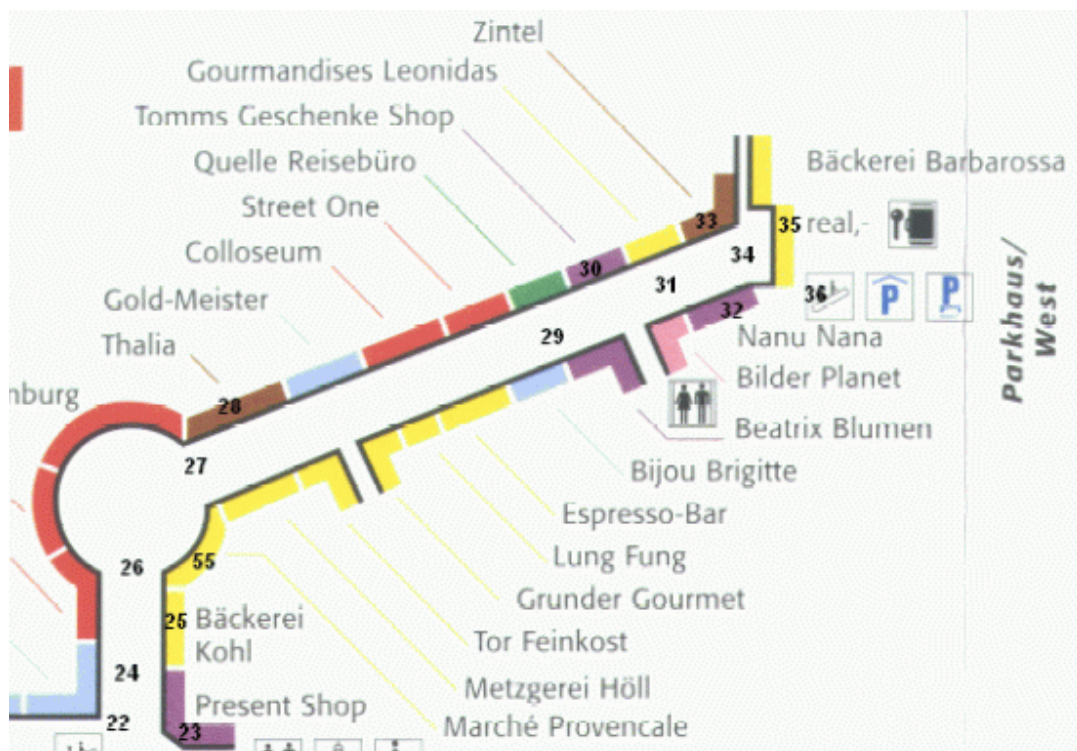 Zintel
Gourmandises Leonidas
Tomms Geschenke Shop
Quelle Reisebüro
Street One
Colloseum
Gold-Meister
Thalia
nburg
Bäckerei Barbarossa
real,-
Parkhaus/
West
P
P
33
35
34
30
31
36
32
29
28
27
26
55
25
24
22
23
Nanu Nana
Bilder Planet
Beatrix Blumen
Bijou Brigitte
Espresso-Bar
Lung Fung
Grunder Gourmet
Tor Feinkost
Metzgerei Höll
Marché Provencale
Bäckerei
Kohl
Present Shop